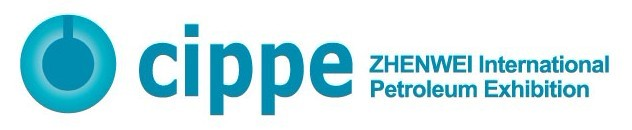 cippe
ZHENWEI International
Petroleum Exhibition